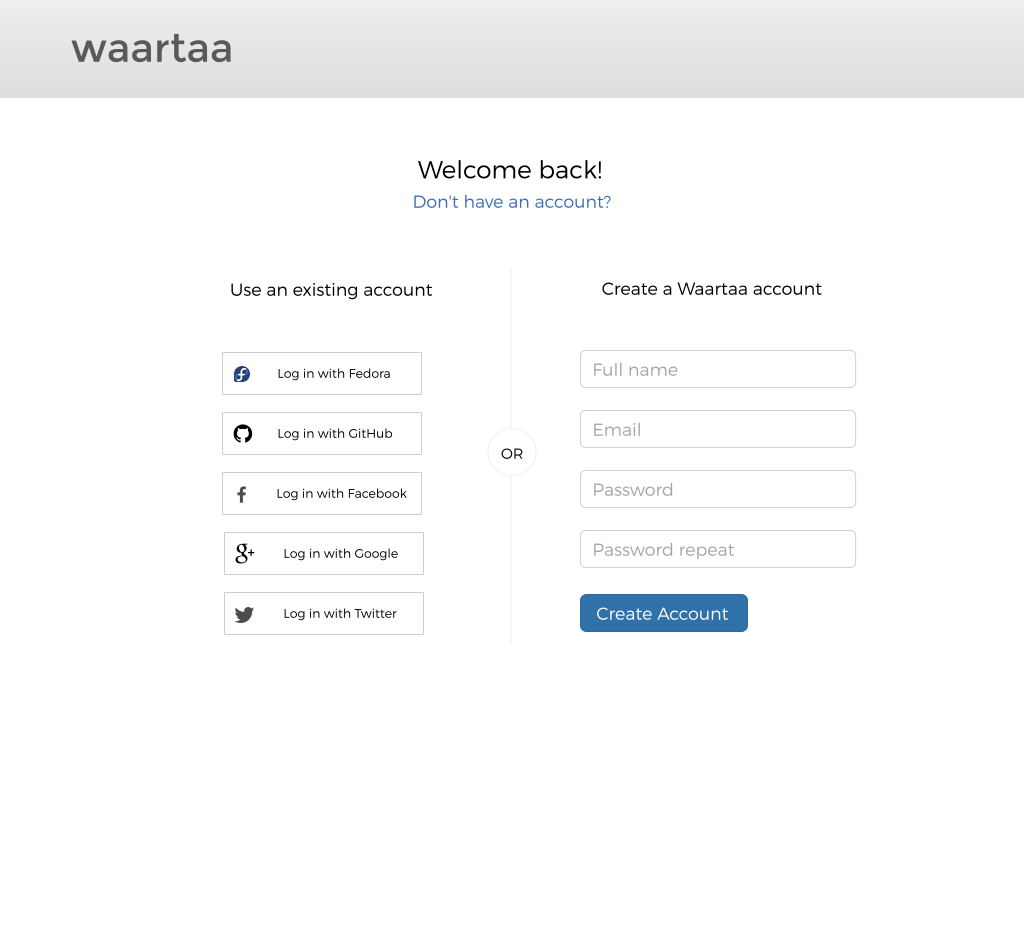 waartaa
Welcome back!
Don't have an account?
Use an existing account
Log in with Fedora
Log in with GitHub
Log in with Facebook
Log in with Google
Log in with Twitter
OR
Create a Waartaa account
Full name
Email
Password
Password repeat
Create Account